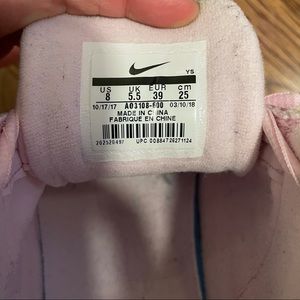 YS
US UK EUR cm
8 5.5 39 25
10/17/17 AO3108-600 03/10/18
MADE IN CHINA
FABRIQUE EN CHINE
UPC 00884726271124